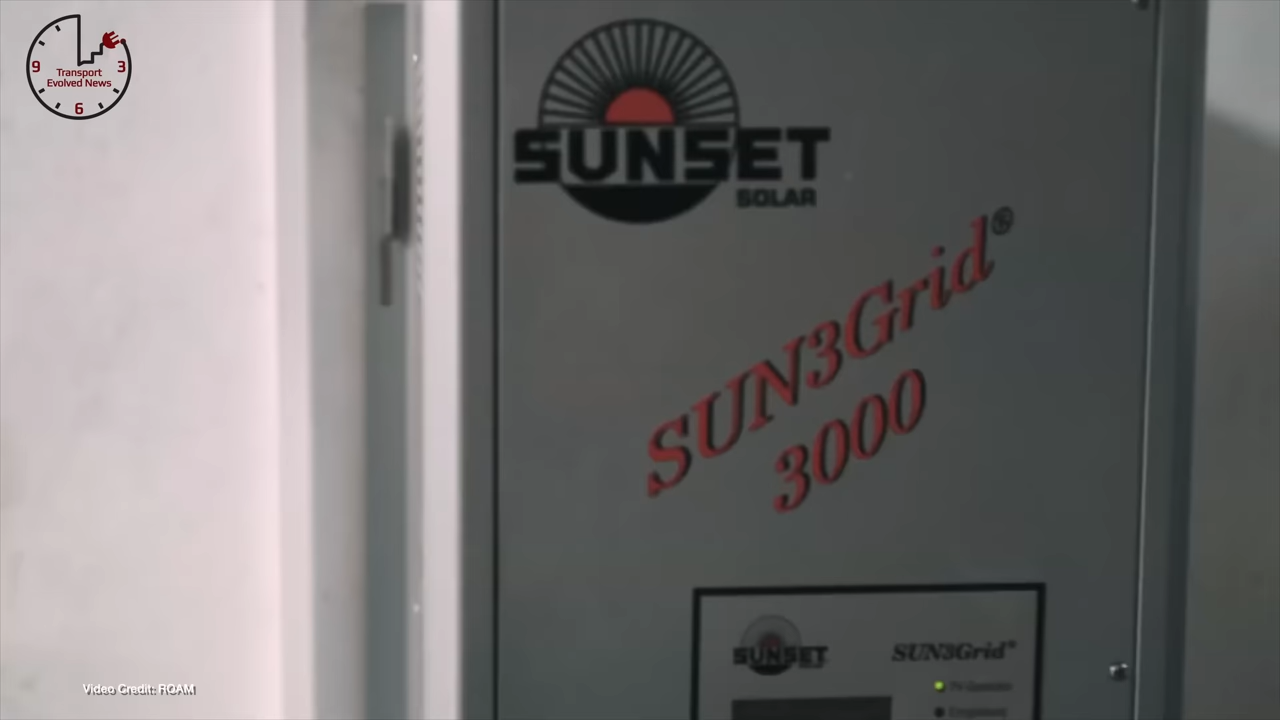 9
3
6
Transport
Evolved News
SUNSET
SOLAR
SUN3Grid®
3000
SUNSET
SUN3Grid®
Video Credit: ROAM